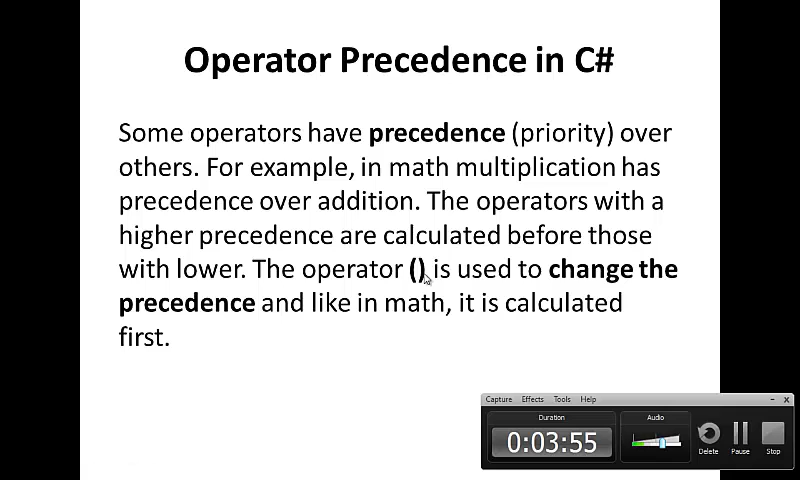 Operator Precedence in C#
Some operators have precedence (priority) over
others. For example, in math multiplication has
precedence over addition. The operators with a
higher precedence are calculated before those
with lower. The operator () is used to change the
precedence and like in math, it is calculated
first.
Capture Effects Tools Help
Duration
Audio
0:03:55
Delete Pause Stop